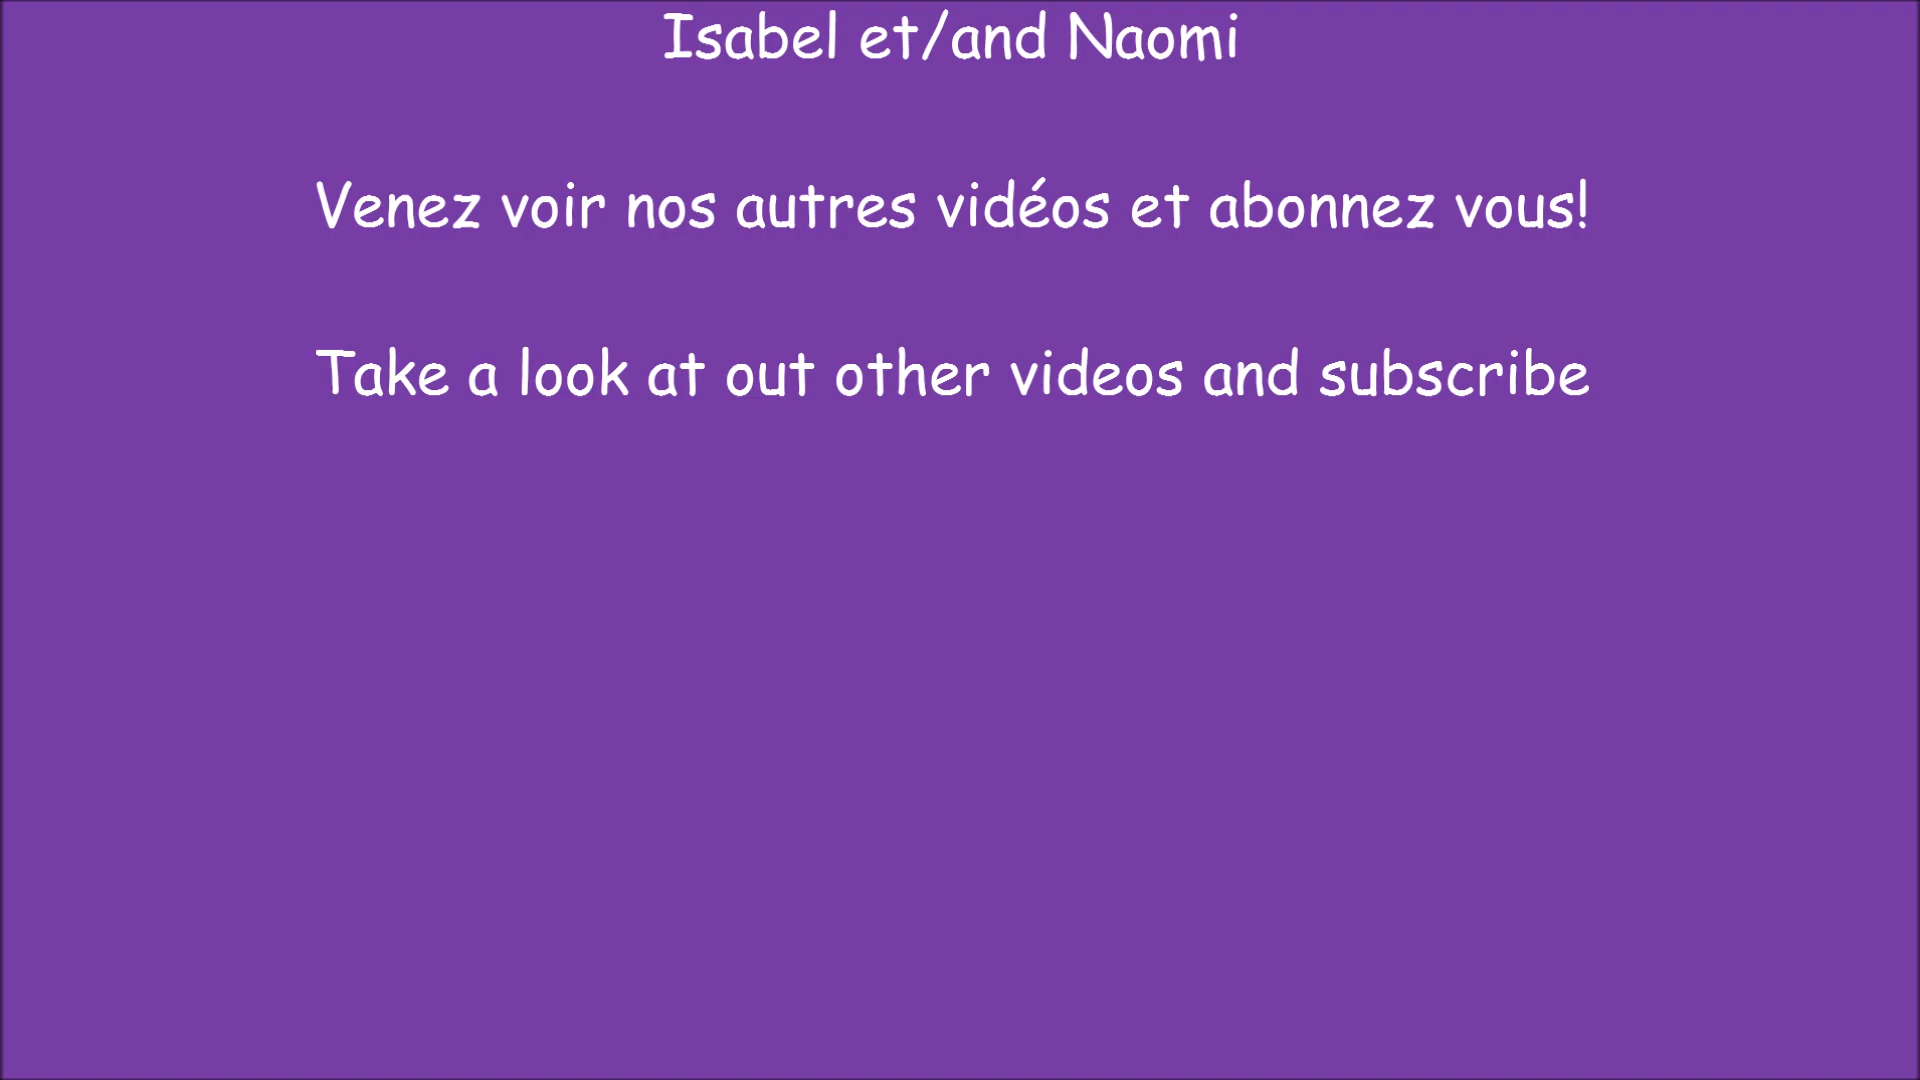 Isabel et/and Naomi
Venez voir nos autres vidéos et abonnez vous!
Take a look at out other videos and subscribe